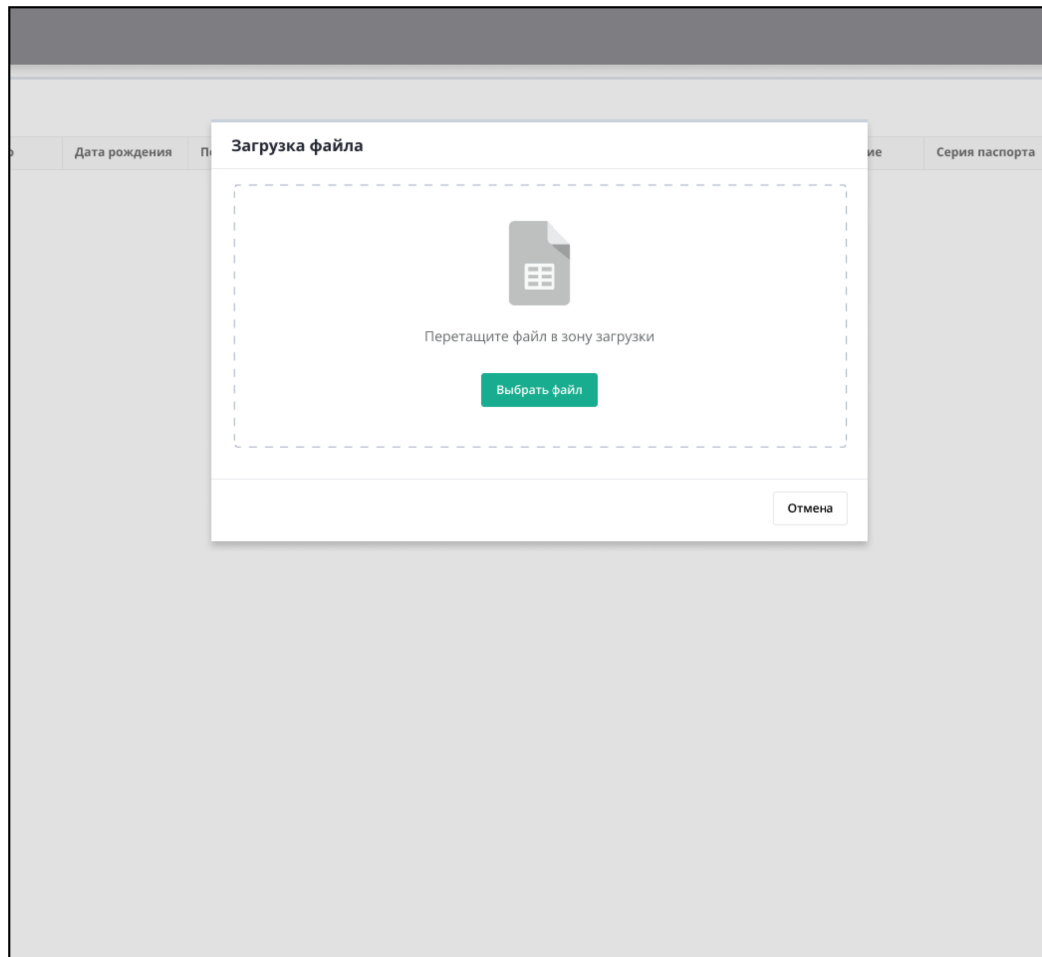 Загрузка файла
Дата рождения
Серия паспорта
Перетащите файл в зону загрузки
Выбрать файл
Отмена